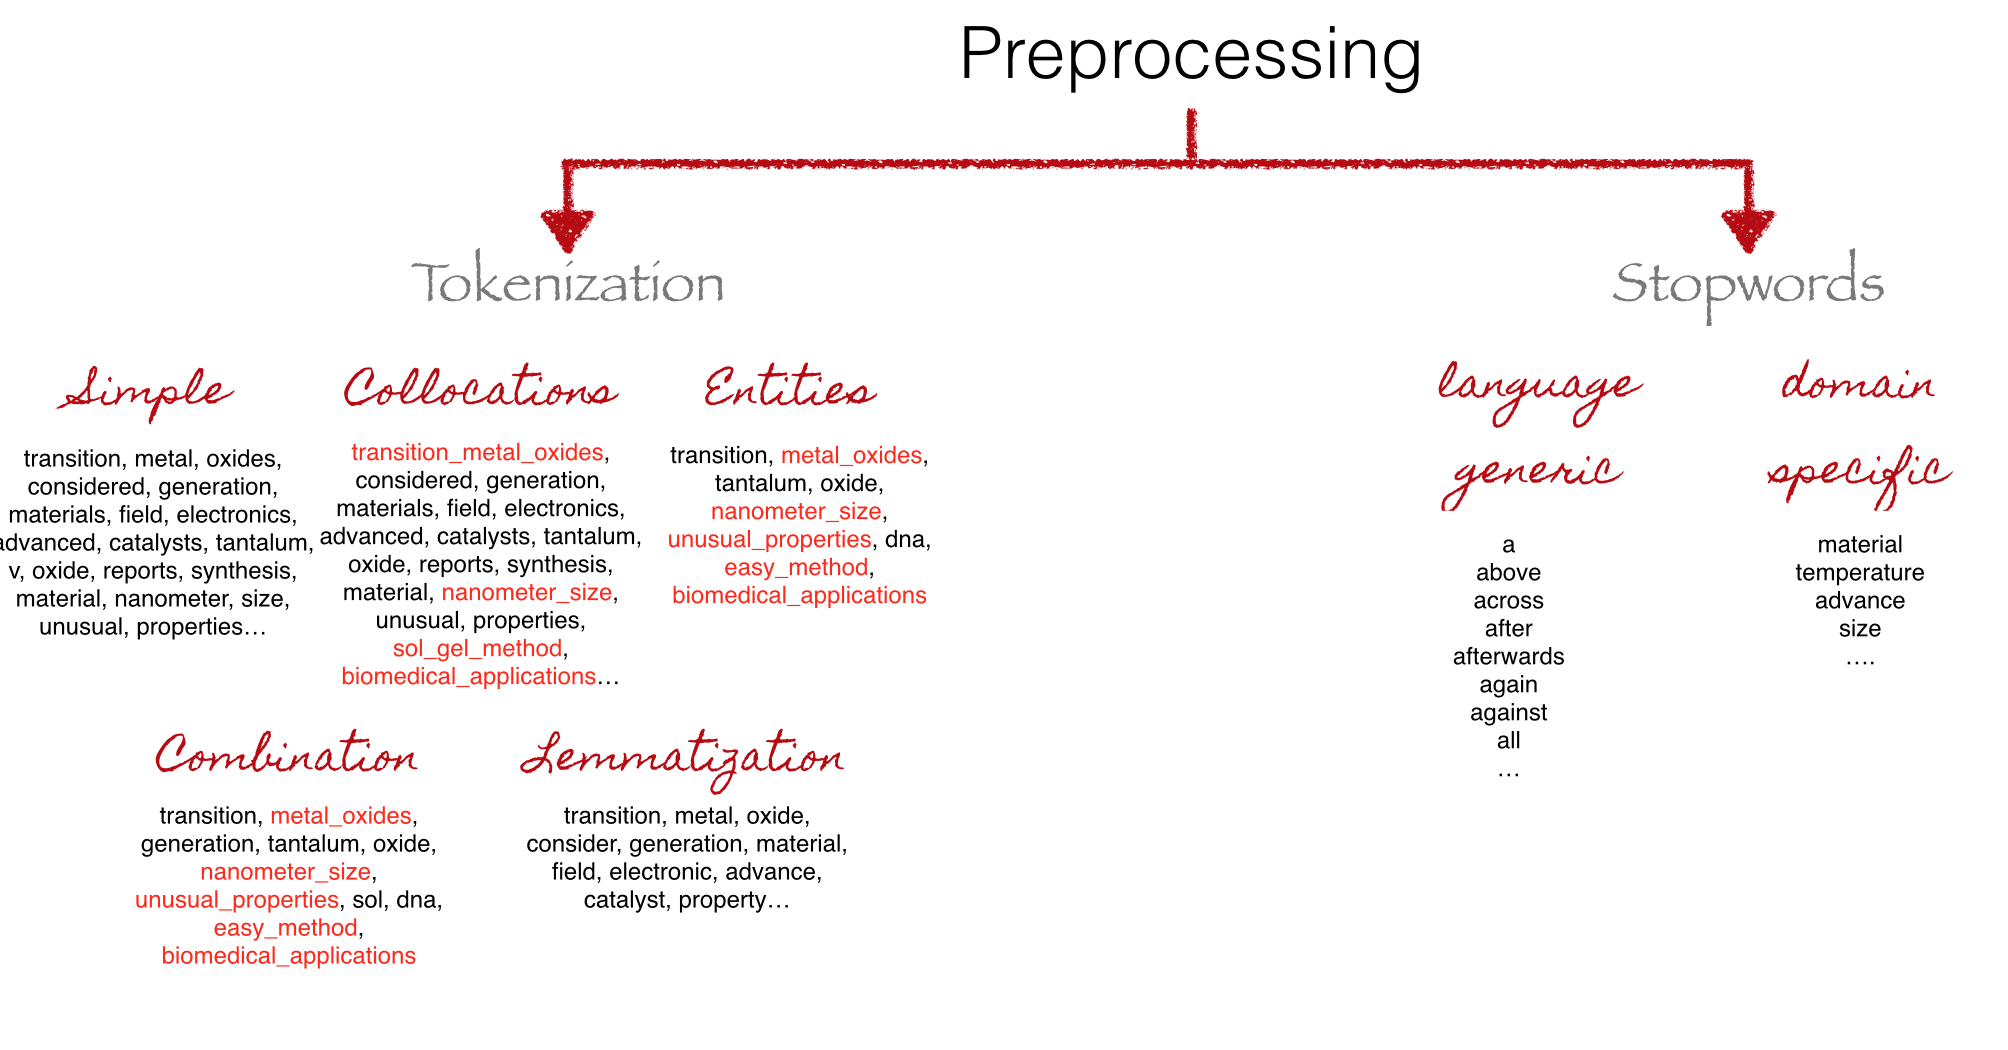 Preprocessing
Tokenization
Stopwords
Simple
transition, metal, oxides,
considered, generation,
materials, field, electronics,
advanced, catalysts, tantalum,
v, oxide, reports, synthesis,
material, nanometer, size,
unusual, properties…
Collocations
transition_metal_oxides,
considered, generation,
materials, field, electronics,
advanced, catalysts, tantalum,
oxide, reports, synthesis,
material, nanometer_size,
unusual, properties,
sol_gel_method,
biomedical_applications…
Entities
transition, metal_oxides,
tantalum, oxide,
nanometer_size,
unusual_properties, dna,
easy_method,
biomedical_applications
Combination
transition, metal_oxides,
generation, tantalum, oxide,
nanometer_size,
unusual_properties, sol, dna,
easy_method,
biomedical_applications
Lemmatization
transition, metal, oxide,
consider, generation, material,
field, electronic, advance,
catalyst, property…
language
generic
a
above
across
after
afterwards
again
against
all
…
domain
specific
material
temperature
advance
size
….